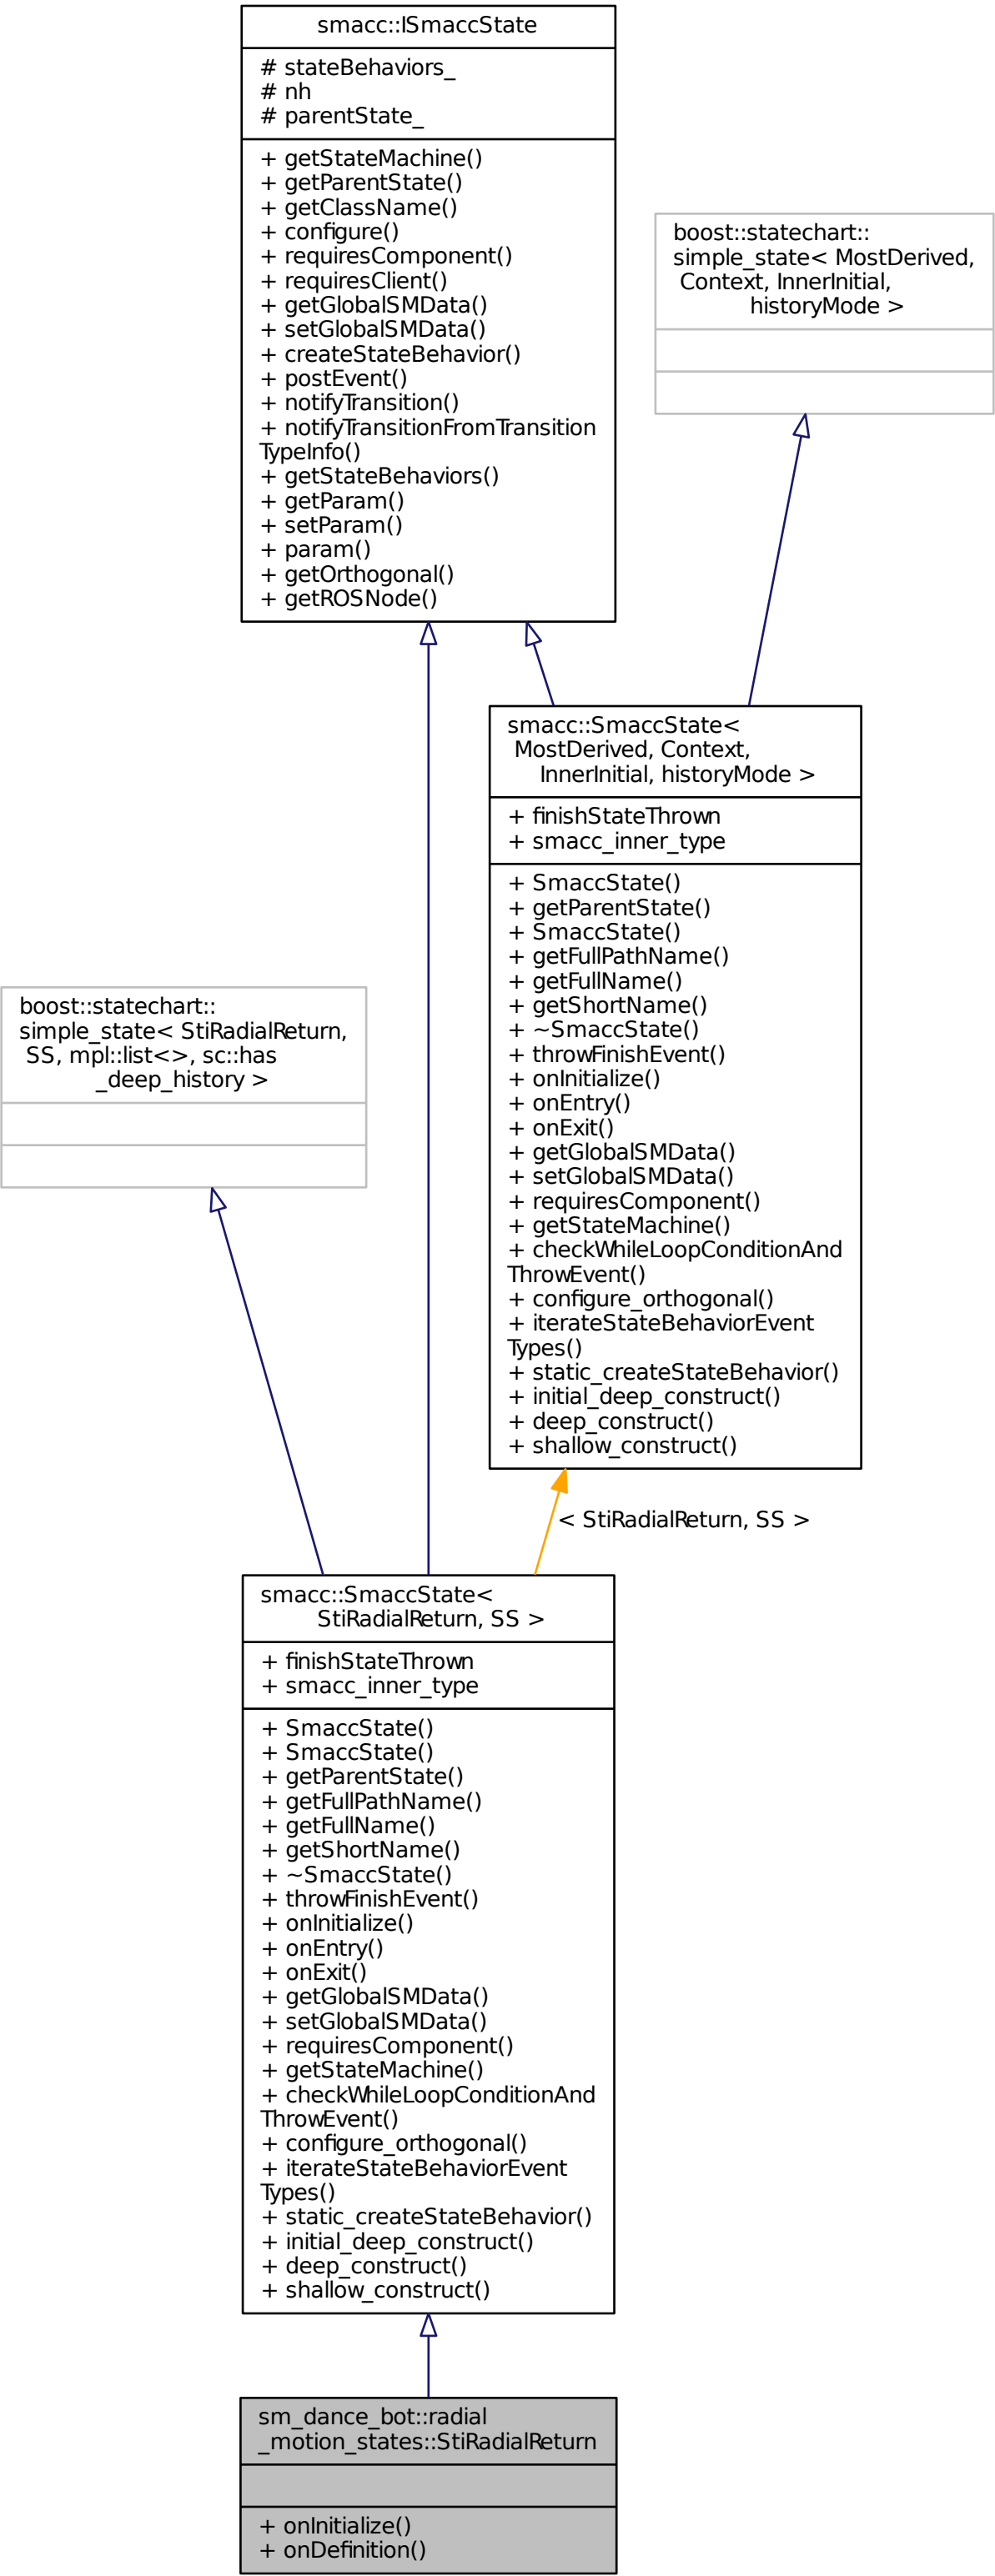 smacc::ISmaccState
# stateBehaviors_
# nh
# parentState_
+ getStateMachine()
+ getParentState()
+ getClassName()
+ configure()
+ requiresComponent()
+ requiresClient()
+ getGlobalSMData()
+ setGlobalSMData()
+ createStateBehavior()
+ postEvent()
+ notifyTransition()
+ notifyTransitionFromTransition
TypeInfo()
+ getStateBehaviors()
+ getParam()
+ setParam()
+ param()
+ getOrthogonal()
+ getROSNode()
boost::statechart::
simple_state< MostDerived,
Context, InnerInitial,
historyMode >
smacc::SmaccState<
MostDerived, Context,
InnerInitial, historyMode >
+ finishStateThrown
+ smacc_inner_type
+ SmaccState()
+ getParentState()
+ SmaccState()
+ getFullPathName()
+ getFullName()
+ getShortName()
+ ~SmaccState()
+ throwFinishEvent()
+ onInitialize()
+ onEntry()
+ onExit()
+ getGlobalSMData()
+ setGlobalSMData()
+ requiresComponent()
+ getStateMachine()
+ checkWhileLoopConditionAnd
ThrowEvent()
+ configure_orthogonal()
+ iterateStateBehaviorEvent
Types()
+ static_createStateBehavior()
+ initial_deep_construct()
+ deep_construct()
+ shallow_construct()
boost::statechart::
simple_state< StiRadialReturn,
SS, mpl::list<>, sc::has
_deep_history >
< StiRadialReturn, SS >
smacc::SmaccState<
StiRadialReturn, SS >
+ finishStateThrown
+ smacc_inner_type
+ SmaccState()
+ SmaccState()
+ getParentState()
+ getFullPathName()
+ getFullName()
+ getShortName()
+ ~SmaccState()
+ throwFinishEvent()
+ onInitialize()
+ onEntry()
+ onExit()
+ getGlobalSMData()
+ setGlobalSMData()
+ requiresComponent()
+ getStateMachine()
+ checkWhileLoopConditionAnd
ThrowEvent()
+ configure_orthogonal()
+ iterateStateBehaviorEvent
Types()
+ static_createStateBehavior()
+ initial_deep_construct()
+ deep_construct()
+ shallow_construct()
sm_dance_bot::radial
_motion_states::StiRadialReturn
+ onInitialize()
+ onDefinition()